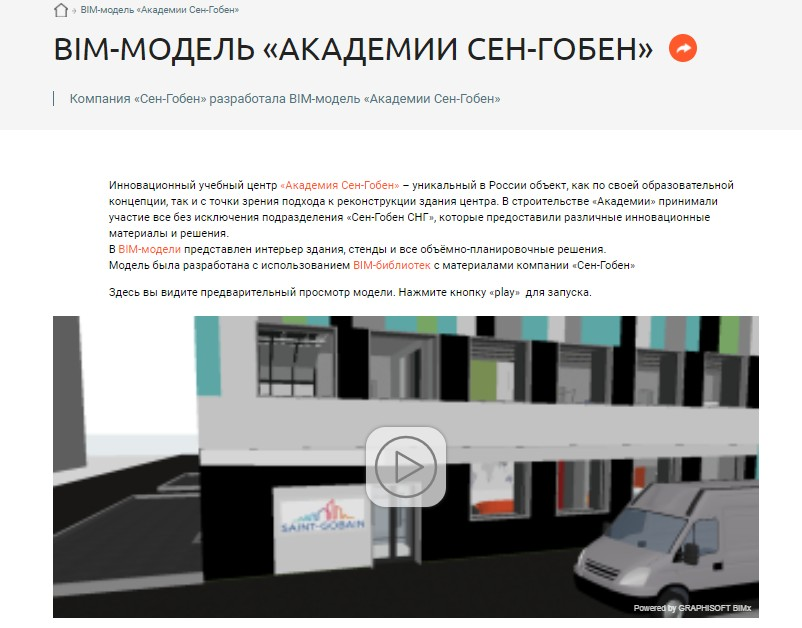 BIM-модель «Академии Сен-Гобен»
BIM-МОДЕЛЬ «АКАДЕМИИ СЕН-ГОБЕН»
Компания «Сен-Гобен» разработала BIM-модель «Академии Сен-Гобен»
Инновационный учебный центр «Академия Сен-Гобен» – уникальный в России объект, как по своей образовательной
концепции, так и с точки зрения подхода к реконструкции здания центра. В строительстве «Академии» принимали
участие все без исключения подразделения «Сен-Гобен СНГ», которые предоставили различные инновационные
материалы и решения.
В BIM-модели представлен интерьер здания, стенды и все объёмно-планировочные решения.
Модель была разработана с использованием BIM-библиотек с материалами компании «Сен-Гобен»
Здесь вы видите предварительный просмотр модели. Нажмите кнопку «play» для запуска.
SAINT-GOBAIN
Powered by GRAPHISOFT BIMx